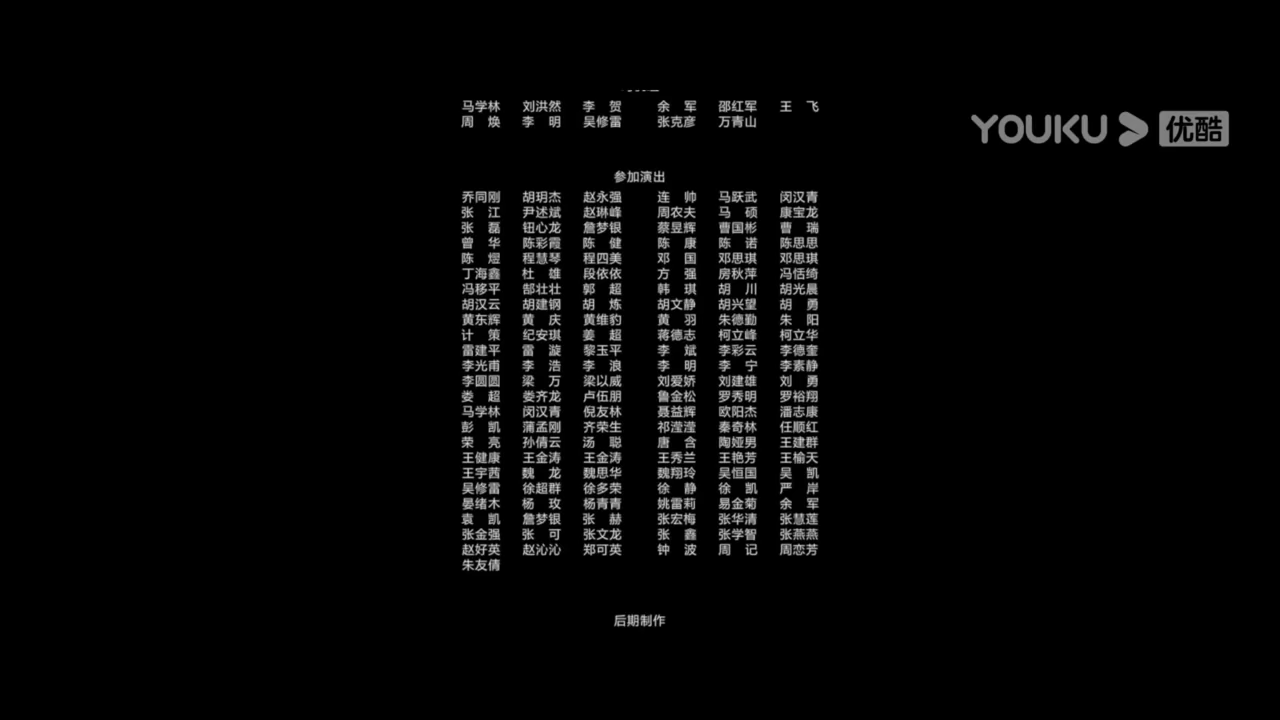 马学林 刘洪然 李 贺 余 军 邵红军 王 飞
周 焕 李 明 吴修雷 张克彦 万青山
YOUKU 优酷
参加演出
乔同刚 胡玥杰 赵永强 连 帅 马跃武 闵汉青
张 江 尹述斌 赵琳峰 周农夫 马 硕 康宝龙
张 磊 钮心龙 詹梦银 蔡昱辉 曹国彬 曹 瑞
曾 华 陈彩霞 陈 健 陈 康 陈 诺 陈思思
陈 煜 程慧琴 程四美 邓 国 邓思琪 邓思琪
丁海鑫 杜 雄 段依依 方 强 房秋萍 冯恬绮
冯移平 郜壮壮 郭 超 韩 琪 胡 川 胡光晨
胡汉云 胡建钢 胡 炼 胡文静 胡兴望 胡 勇
黄东辉 黄 庆 黄维豹 黄 羽 朱德勤 朱 阳
计 策 纪安琪 姜 超 蒋德志 柯立峰 柯立华
雷建平 雷 漩 黎玉平 李 斌 李彩云 李德奎
李光甫 李 浩 李 浪 李 明 李 宁 李素静
李圆圆 梁 万 梁以威 刘爱娇 刘建雄 刘 勇
娄 超 娄齐龙 卢伍朋 鲁金松 罗秀明 罗裕翔
马学林 闵汉青 倪友林 聂益辉 欧阳杰 潘志康
彭 凯 蒲孟刚 齐荣生 祁滢滢 秦奇林 任顺红
荣 亮 孙倩云 汤 聪 唐 含 陶娅男 王建群
王健康 王金涛 王金涛 王秀兰 王艳芳 王榆天
王宇茜 魏 龙 魏思华 魏翔玲 吴恒国 吴 凯
吴修雷 徐超群 徐多荣 徐 静 徐 凯 严 岸
晏绪木 杨 玫 杨青青 姚雷莉 易金菊 余 军
袁 凯 詹梦银 张 赫 张宏梅 张华清 张慧莲
张金强 张 可 张文龙 张 鑫 张学智 张燕燕
赵好英 赵沁沁 郑可英 钟 波 周 记 周恋芳
朱友倩
后期制作